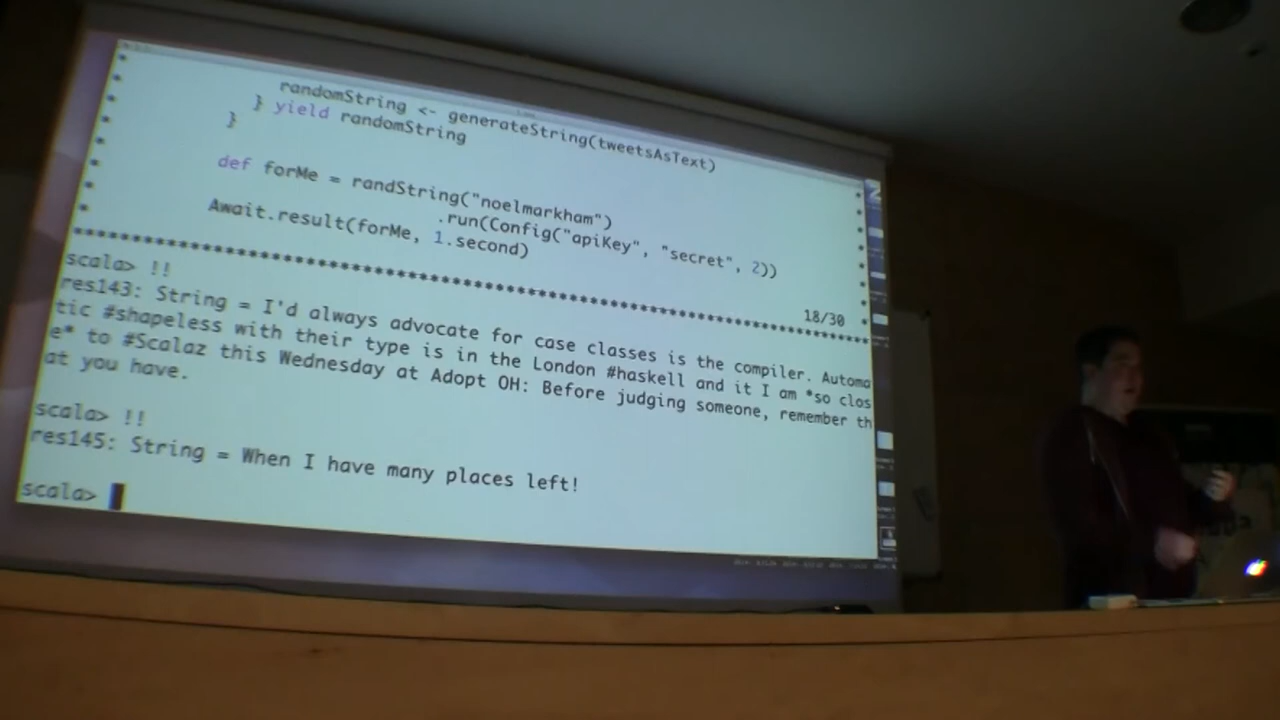 randomString <- generateString(tweetsAsText)
} yield randomString
}
def forMe = randString("noelmarkham")
.run(Config("apiKey", "secret", 2))
Await.result(forMe, 1.second)
18/30
********************************************************************************
scala> !!
res143: String = I'd always advocate for case classes is the compiler. Automa
tic #shapeless with their type is in the London #haskell and it I am *so clos
e* to #Scalaz this Wednesday at Adopt OH: Before judging someone, remember th
at you have.
scala> !!
res145: String = When I have many places left!
scala>